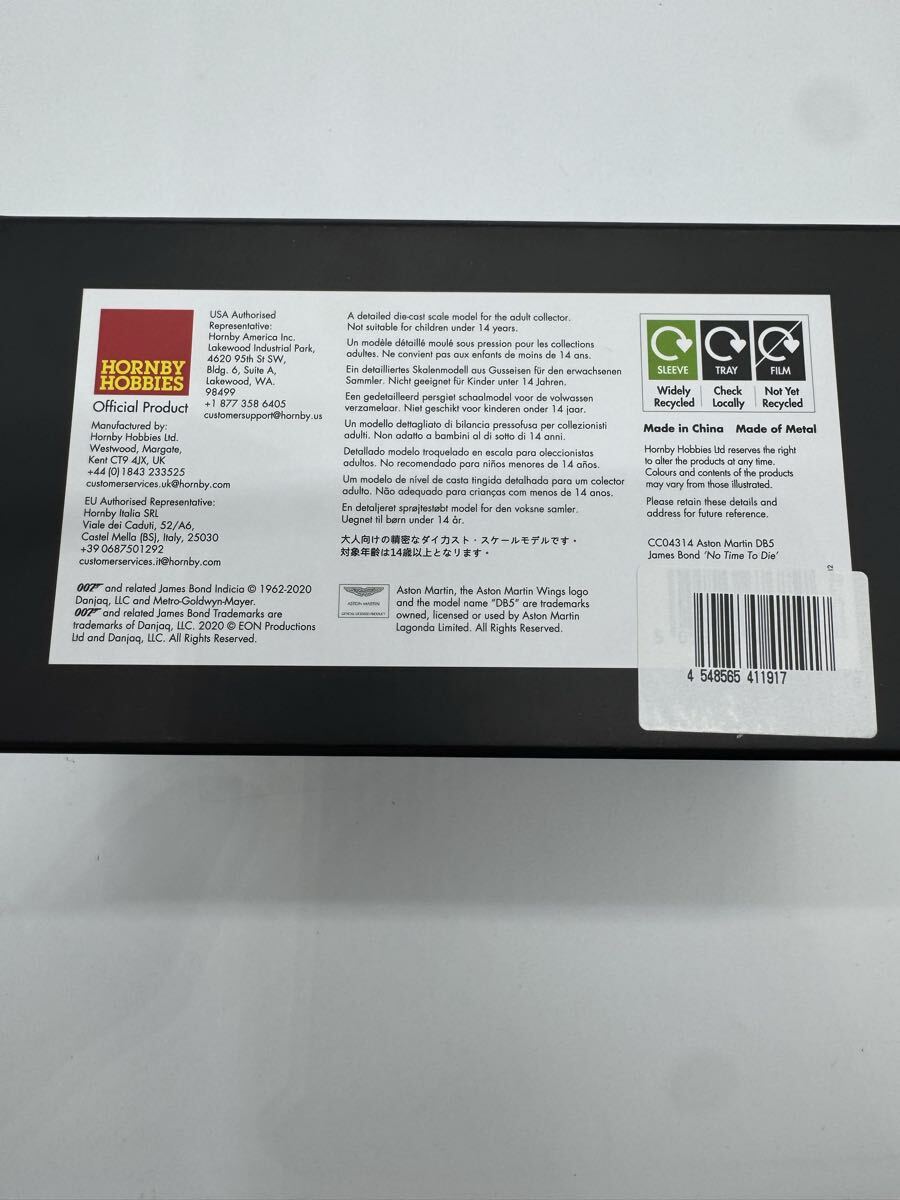 HORNBY
HOBBIES
Official Product
Manufactured by:
Hornby Hobbies Ltd.
Westwood, Margate,
Kent CT9 4JX, UK
+44 (0)1843 233525
customerservices.uk@hornby.com
EU Authorised Representative:
Hornby Italia SRL
Viale dei Caduti, 52/A6,
Castel Mella (BS), Italy, 25030
+39 0687501292
customerservices.it@hornby.com
USA Authorised
Representative:
Hornby America Inc.
Lakewood Industrial Park,
4620 95th St SW,
Bldg. 6, Suite A,
Lakewood, WA.
98499
+1 877 358 6405
customersupport@hornby.us
007 and related James Bond Indicia © 1962-2020
Danjaq, LLC and Metro-Goldwyn-Mayer.
007 and related James Bond Trademarks are
trademarks of Danjaq, LLC. 2020 © EON Productions
Ltd and Danjaq, LLC. All Rights Reserved.
A detailed die-cast scale model for the adult collector.
Not suitable for children under 14 years.
Un modèle détaillé moulé sous pression pour les collections
adultes. Ne convient pas aux enfants de moins de 14 ans.
Ein detailliertes Skalenmodell aus Gusseisen für den erwachsenen
Sammler. Nicht geeignet für Kinder unter 14 Jahren.
Een gedetailleerd persgiet schaalmodel voor de volwassen
verzamelaar. Niet geschikt voor kinderen onder 14 jaar.
Un modello dettagliato di bilancia pressofusa per collezionisti
adulti. Non adatto a bambini al di sotto di 14 anni.
Detallado modelo troquelado en escala para oleccionistas
adultos. No recomendado para niños menores de 14 años.
Um modelo de nível de casta tingida detalhada para um colector
adulto. Não adequado para crianças com menos de 14 anos.
En detaljeret sprøjtestøbt model for den voksne samler.
Uegnet til børn under 14 år.
大人向けの精密なダイ力スト・スケールモデルです・
対象年齢は14歳以上となリます・
ASTON MARTIN
OFFICIAL LICENSED PRODUCT
Aston Martin, the Aston Martin Wings logo
and the model name "DB5" are trademarks
owned, licensed or used by Aston Martin
Lagonda Limited. All Rights Reserved.
SLEEVE TRAY FILM
Widely Recycled
Check Locally
Not Yet Recycled
Made in China Made of Metal
Hornby Hobbies Ltd reserves the right
to alter the products at any time.
Colours and contents of the products
may vary from those illustrated.
Please retain these details and
address for future reference.
CC04314 Aston Martin DB5
James Bond 'No Time To Die'
4 548565 411917